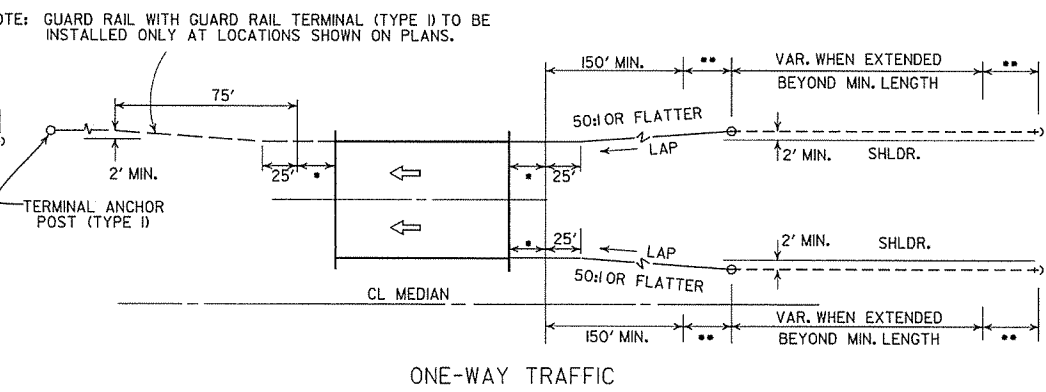 OTE: GUARD RAIL WITH GUARD RAIL TERMINAL (TYPE I) TO BE
INSTALLED ONLY AT LOCATIONS SHOWN ON PLANS.
150' MIN.
**
VAR. WHEN EXTENDED
BEYOND MIN. LENGTH
**
75'
50:1 OR FLATTER
LAP
2' MIN.
25'
*
*
25'
2' MIN.
SHLDR.
TERMINAL ANCHOR
POST (TYPE I)
*
25'
LAP
50:1 OR FLATTER
2' MIN.
SHLDR.
CL MEDIAN
150' MIN.
**
VAR. WHEN EXTENDED
BEYOND MIN. LENGTH
**
ONE-WAY TRAFFIC